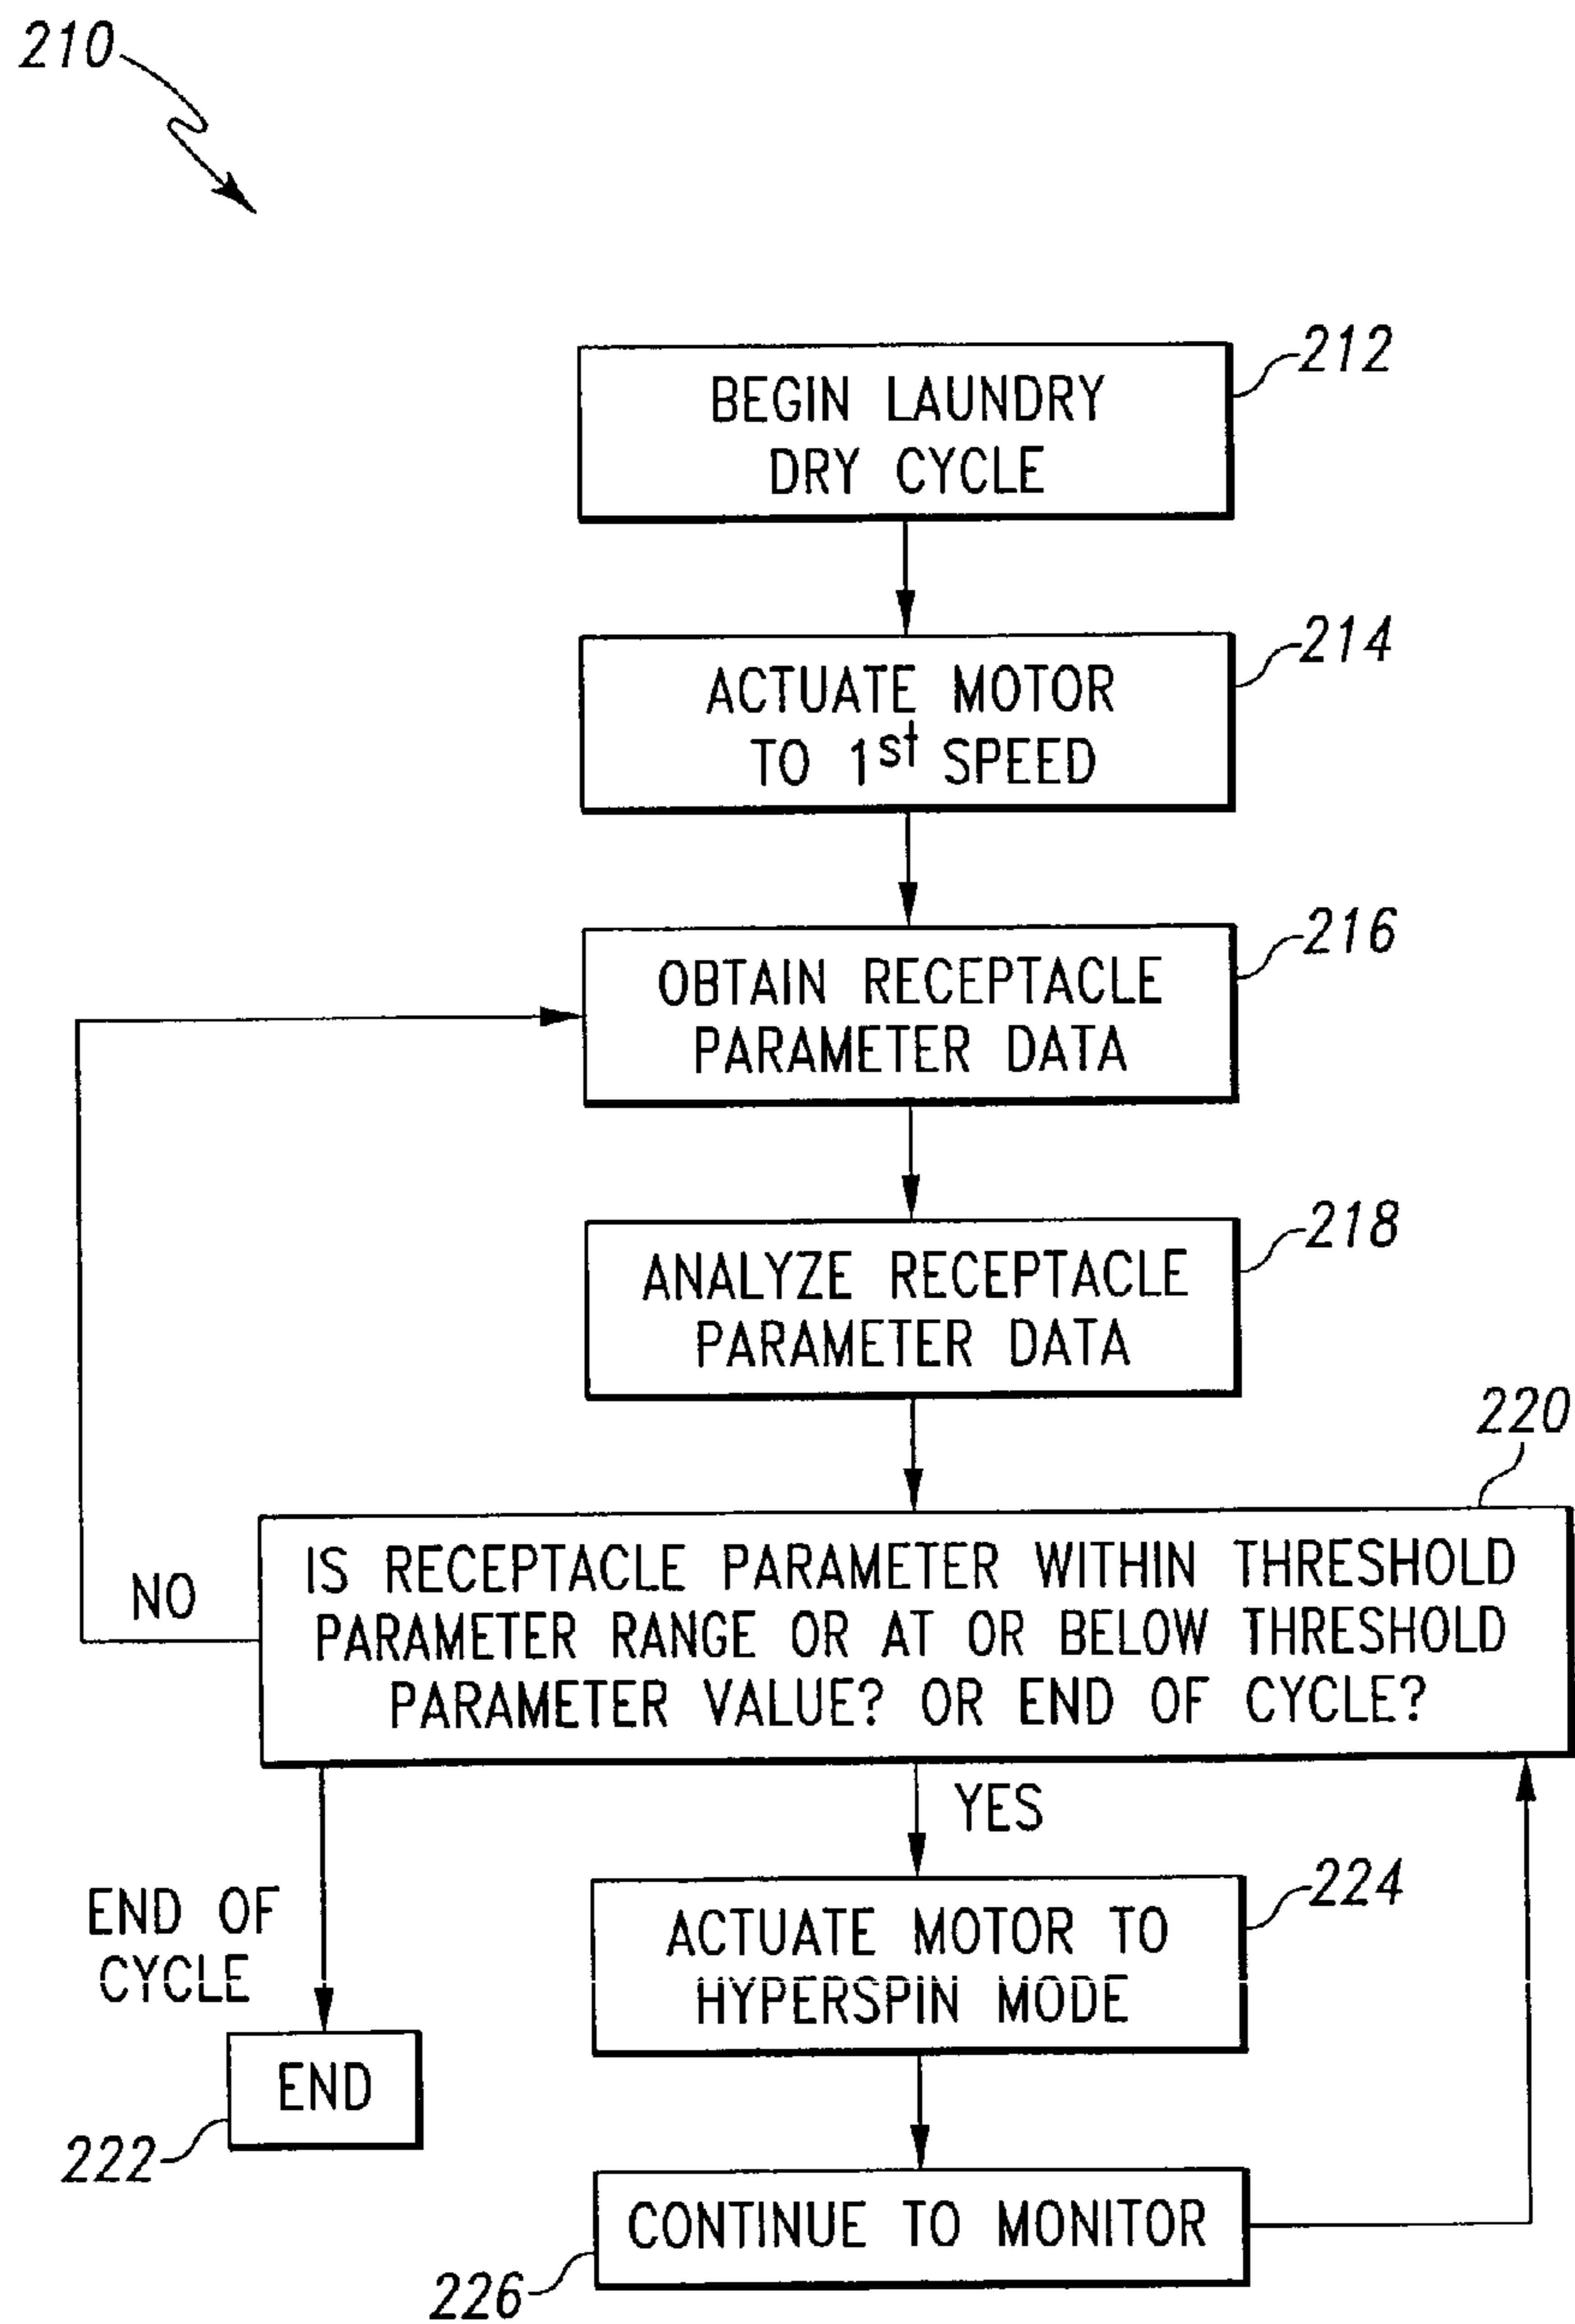 210
BEGIN LAUNDRY
DRY CYCLE
212
ACTUATE MOTOR
TO 1st SPEED
214
OBTAIN RECEPTACLE
PARAMETER DATA
216
ANALYZE RECEPTACLE
PARAMETER DATA
218
220
IS RECEPTACLE PARAMETER WITHIN THRESHOLD
PARAMETER RANGE OR AT OR BELOW THRESHOLD
PARAMETER VALUE? OR END OF CYCLE?
NO
YES
END OF
CYCLE
ACTUATE MOTOR TO
HYPERSPIN MODE
224
END
222
CONTINUE TO MONITOR
226